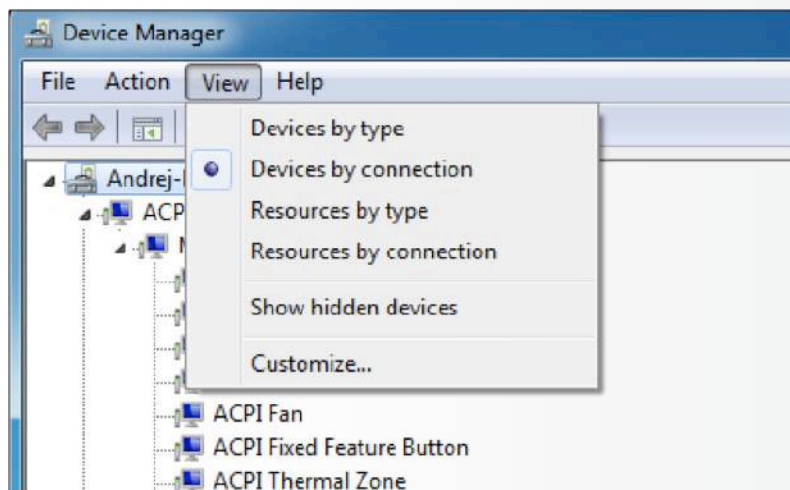 Device Manager
File Action View Help
Devices by type
Devices by connection
Resources by type
Resources by connection
Show hidden devices
Customize...
ACPI Fan
ACPI Fixed Feature Button
ACPI Thermal Zone